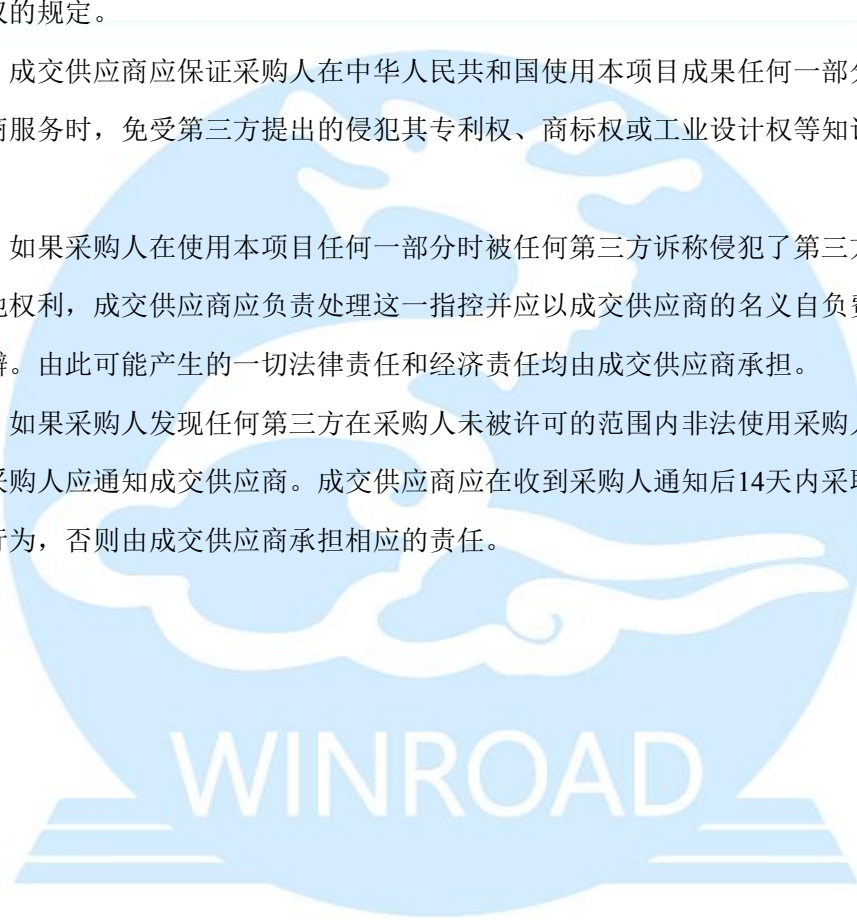 的规定。
成交供应商应保证采购人在中华人民共和国使用本项目成果任何一部分
服务时，免受第三方提出的侵犯其专利权、商标权或工业设计权等知
如果采购人在使用本项目任何一部分时被任何第三方诉称侵犯了第三方
权利，成交供应商应负责处理这一指控并应以成交供应商的名义自负
。由此可能产生的一切法律责任和经济责任均由成交供应商承担。
如果采购人发现任何第三方在采购人未被许可的范围内非法使用采购人
采购人应通知成交供应商。成交供应商应在收到采购人通知后14天内采取
行为，否则由成交供应商承担相应的责任。
WINROAD